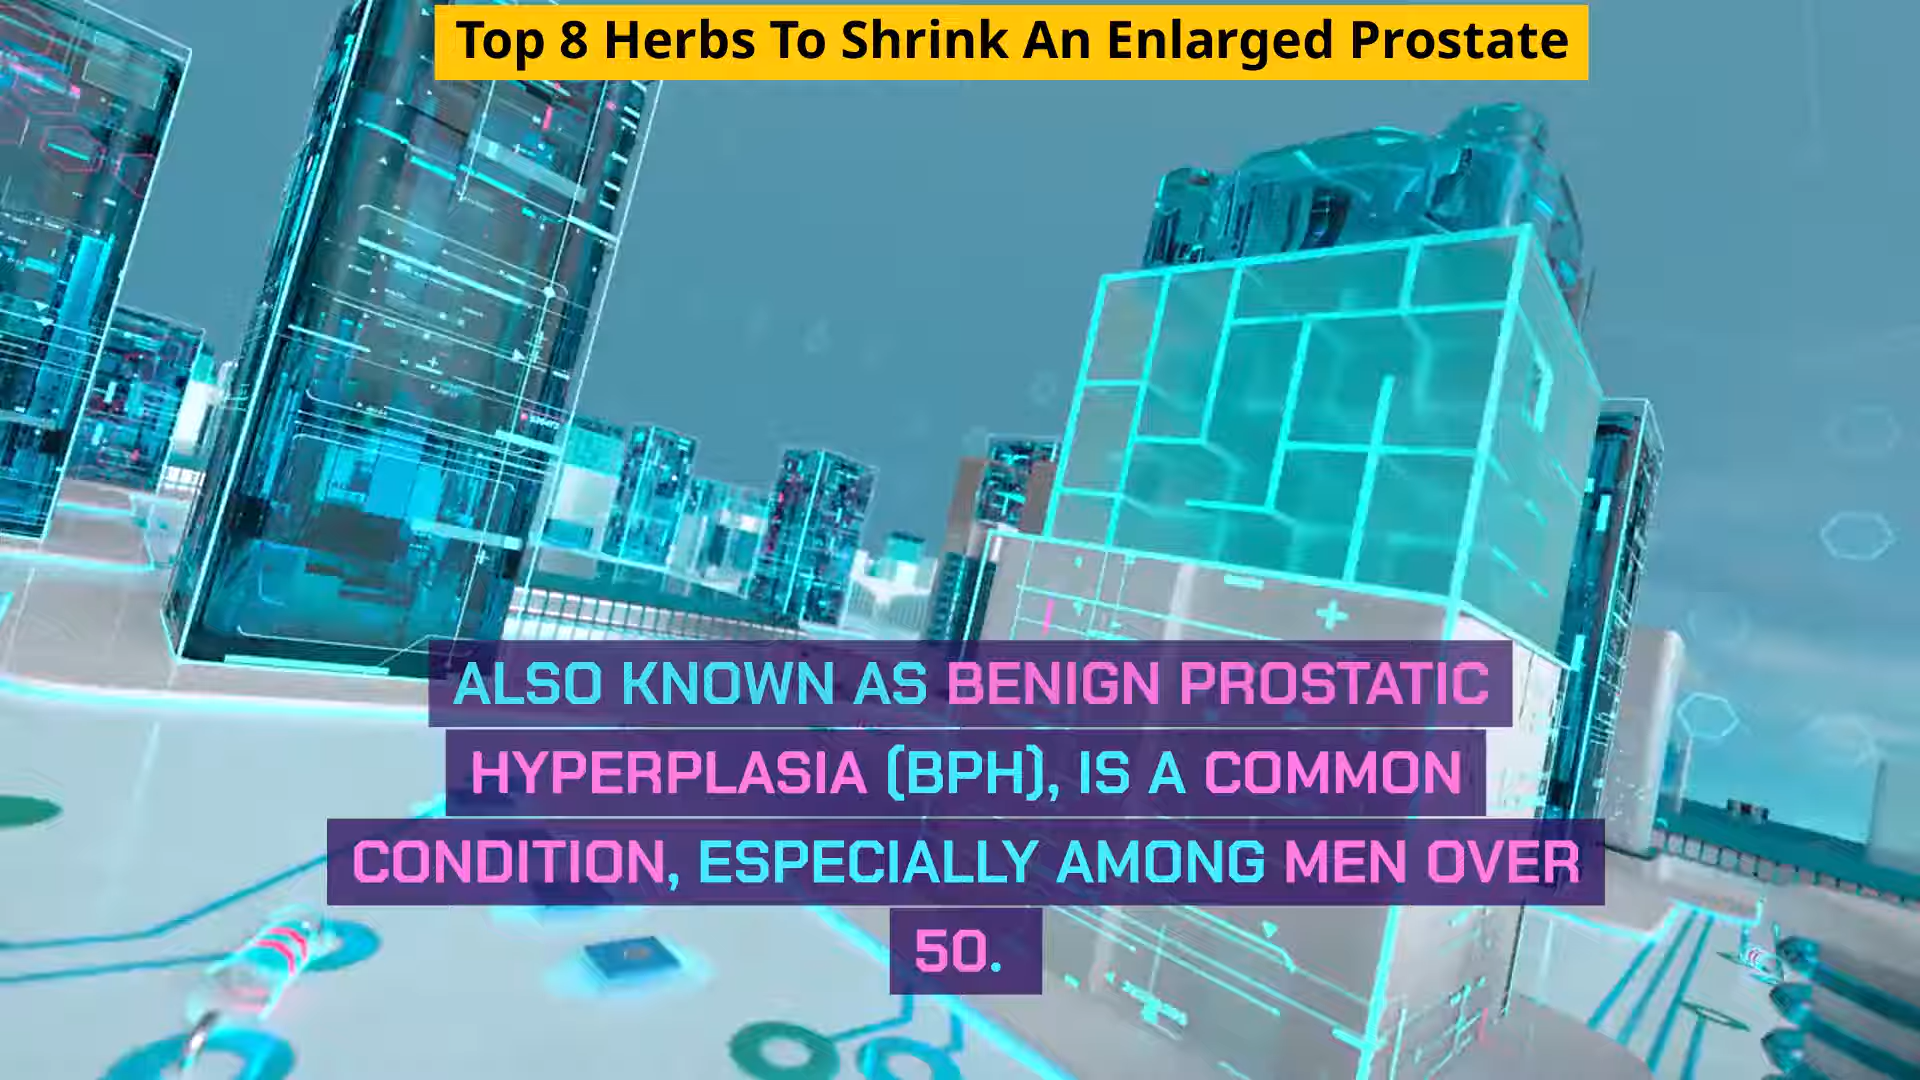 Top 8 Herbs To Shrink An Enlarged Prostate
ALSO KNOWN AS BENIGN PROSTATIC
HYPERPLASIA (BPH), IS A COMMON
CONDITION, ESPECIALLY AMONG MEN OVER
50.